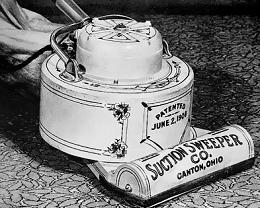 PATENTED
JUNE 2, 1908
SUCTION SWEEPER
CO.
CANTON, OHIO